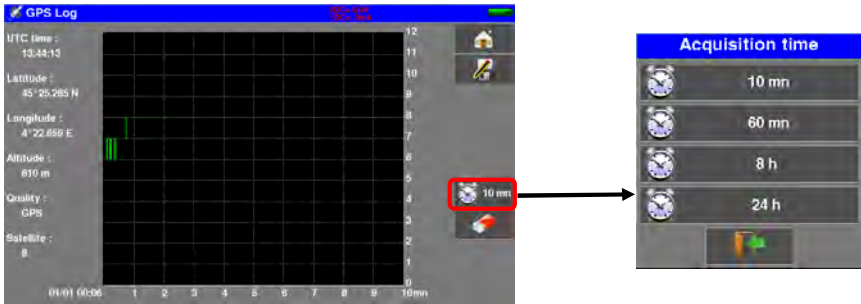 GPS Log
UTC time :
13:44:13
Latitude :
45°25.265 N
Longitude :
4°22.659 E
Altitude :
610 m
Quality :
GPS
Satellite :
8
12
11
10
9
8
7
6
5
4
3
2
1
0
01/01 00:06 1 2 3 4 5 6 7 8 9 10mn
10 mn
Acquisition time
10 mn
60 mn
8 h
24 h